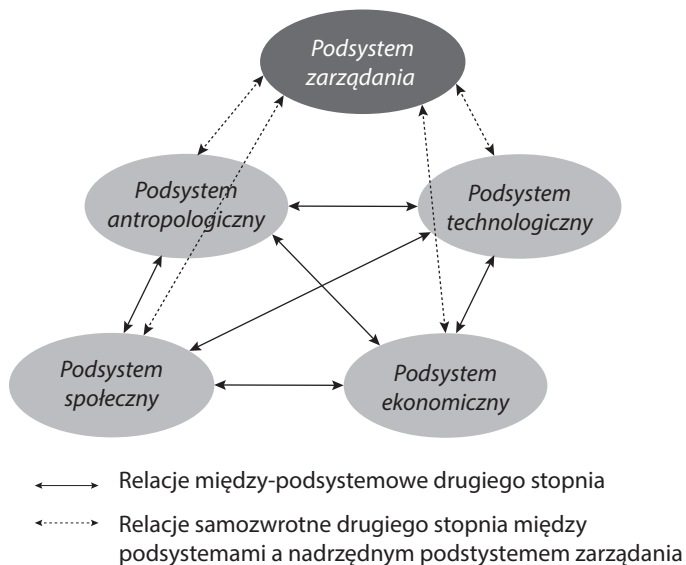 Podsystem
zarządania
Podsystem
antropologiczny
Podsystem
technologiczny
Podsystem
społeczny
Podsystem
ekonomiczny
Relacje między-podsystemowe drugiego stopnia
Relacje samozwrotne drugiego stopnia między
podsystemami a nadrzędnym podstystemem zarządania